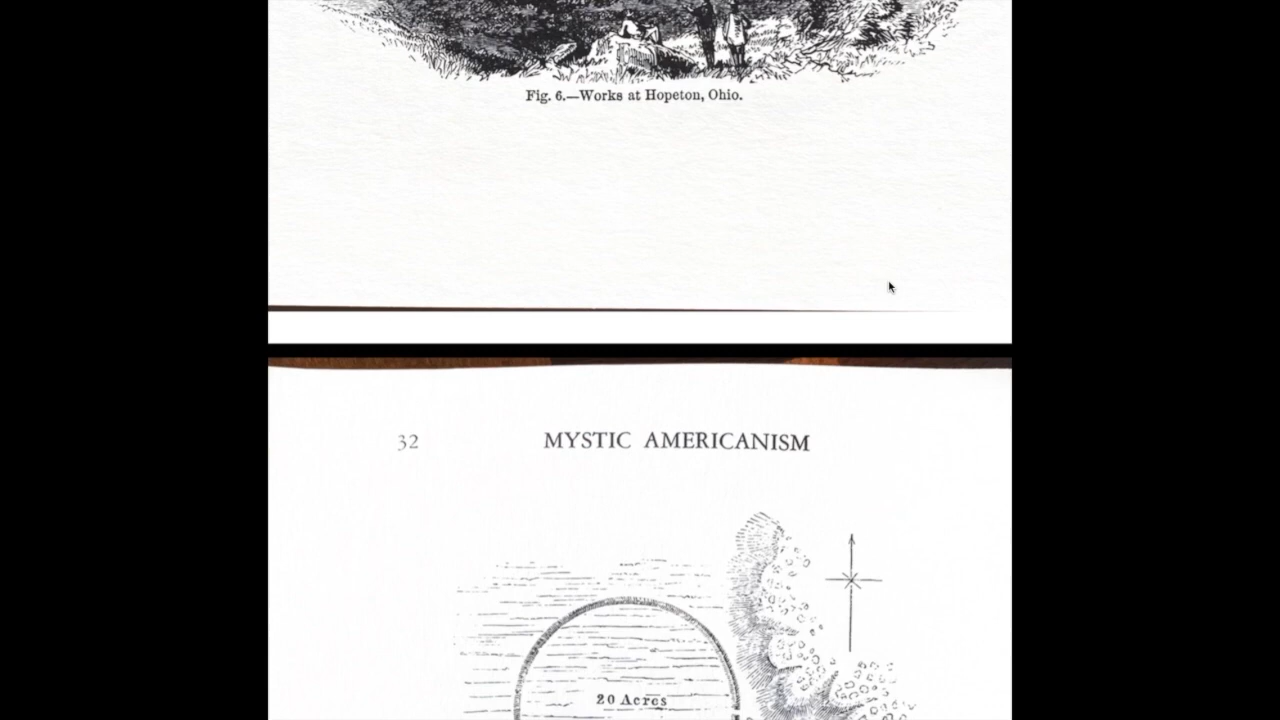 Fig. 6.—Works at Hopeton, Ohio.
32 MYSTIC AMERICANISM
20 Acres